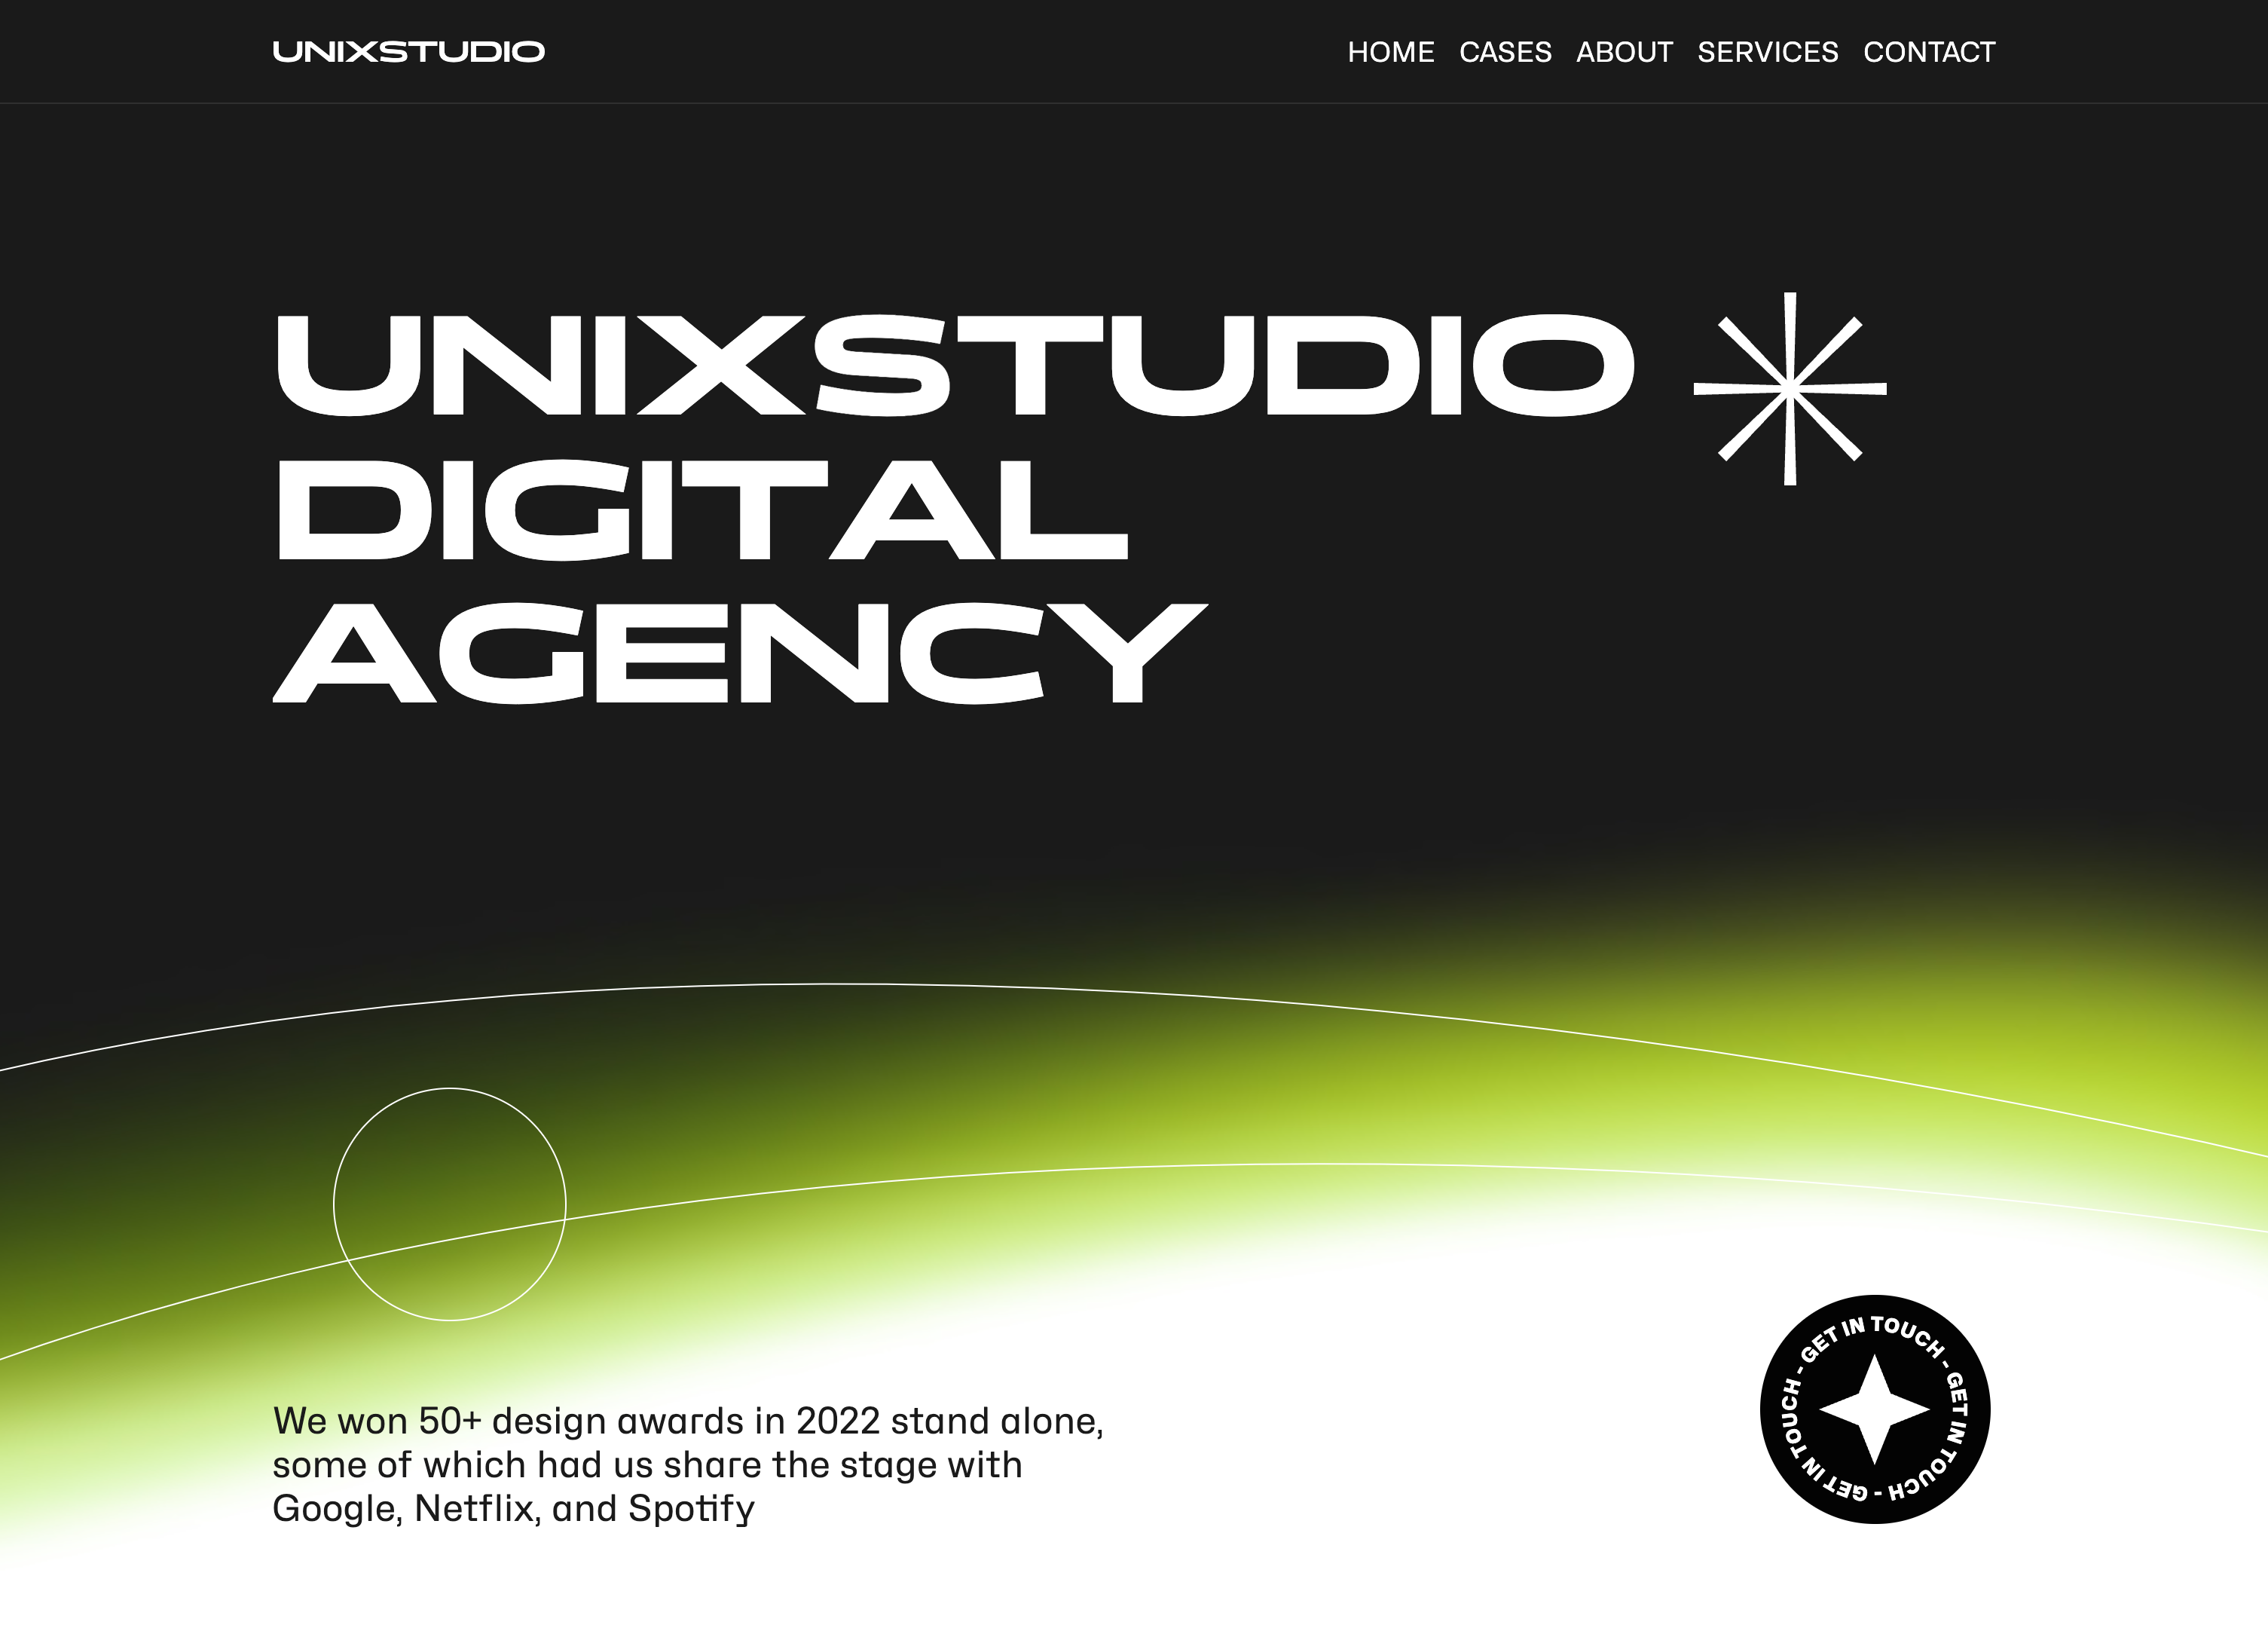 UNIXSTUDIO
HOME CASES ABOUT SERVICES CONTACT
UNIXSTUDIO
DIGITAL
AGENCY
We won 50+ design awards in 2022 stand alone,
some of which had us share the stage with
Google, Netflix, and Spotify
GET IN TOUCH - GET IN TOUCH - GET IN TOUCH -